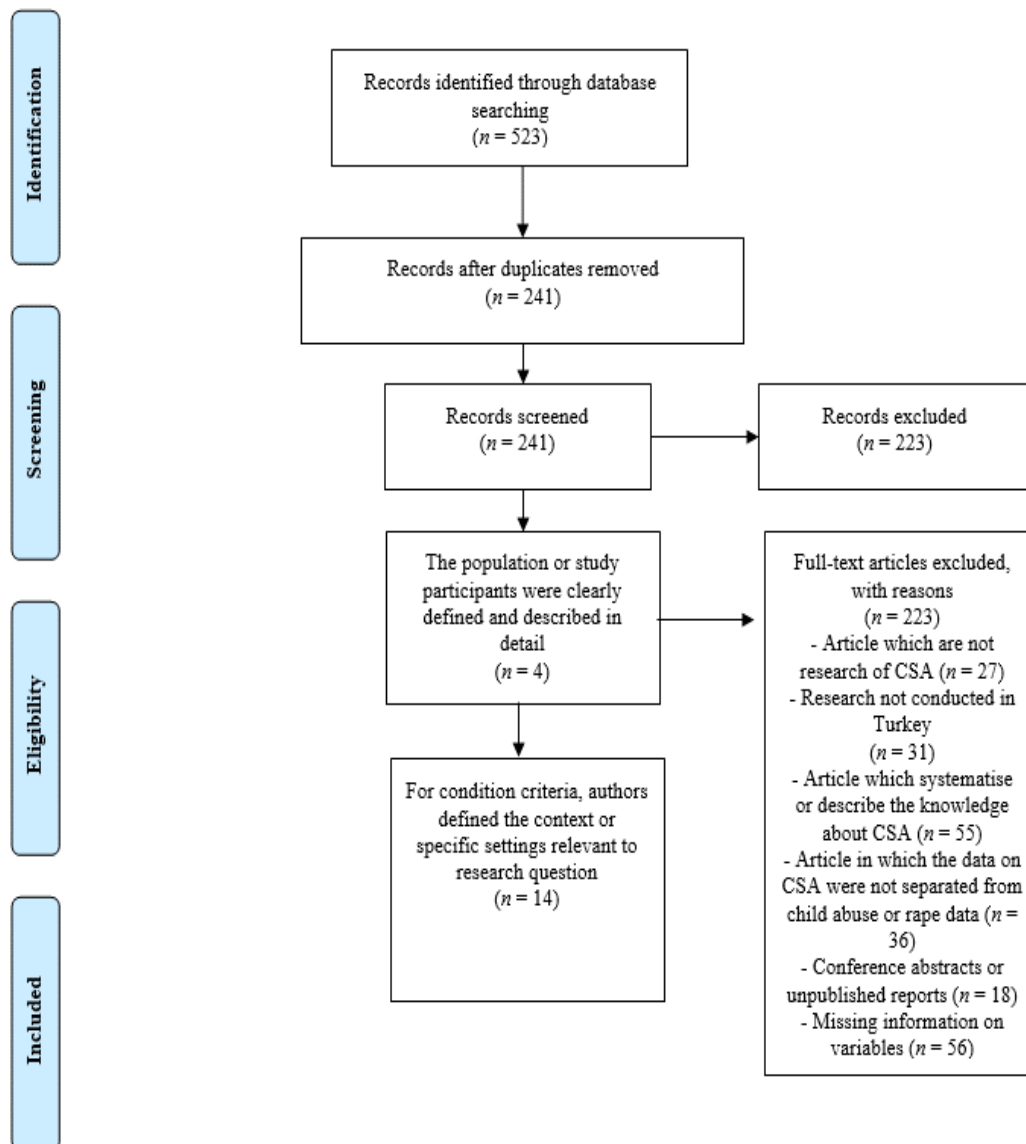 Identification
Records identified through database
searching
(n = 523)
Records after duplicates removed
(n = 241)
Screening
Records screened
(n = 241)
Records excluded
(n = 223)
Eligibility
The population or study
participants were clearly
defined and described in
detail
(n = 4)
Full-text articles excluded,
with reasons
(n = 223)
- Article which are not
research of CSA (n = 27)
- Research not conducted in
Turkey
(n = 31)
- Article which systematise
or describe the knowledge
about CSA (n = 55)
- Article in which the data on
CSA were not separated from
child abuse or rape data (n =
36)
- Conference abstracts or
unpublished reports (n = 18)
- Missing information on
variables (n = 56)
For condition criteria, authors
defined the context or
specific settings relevant to
research question
(n = 14)
Included